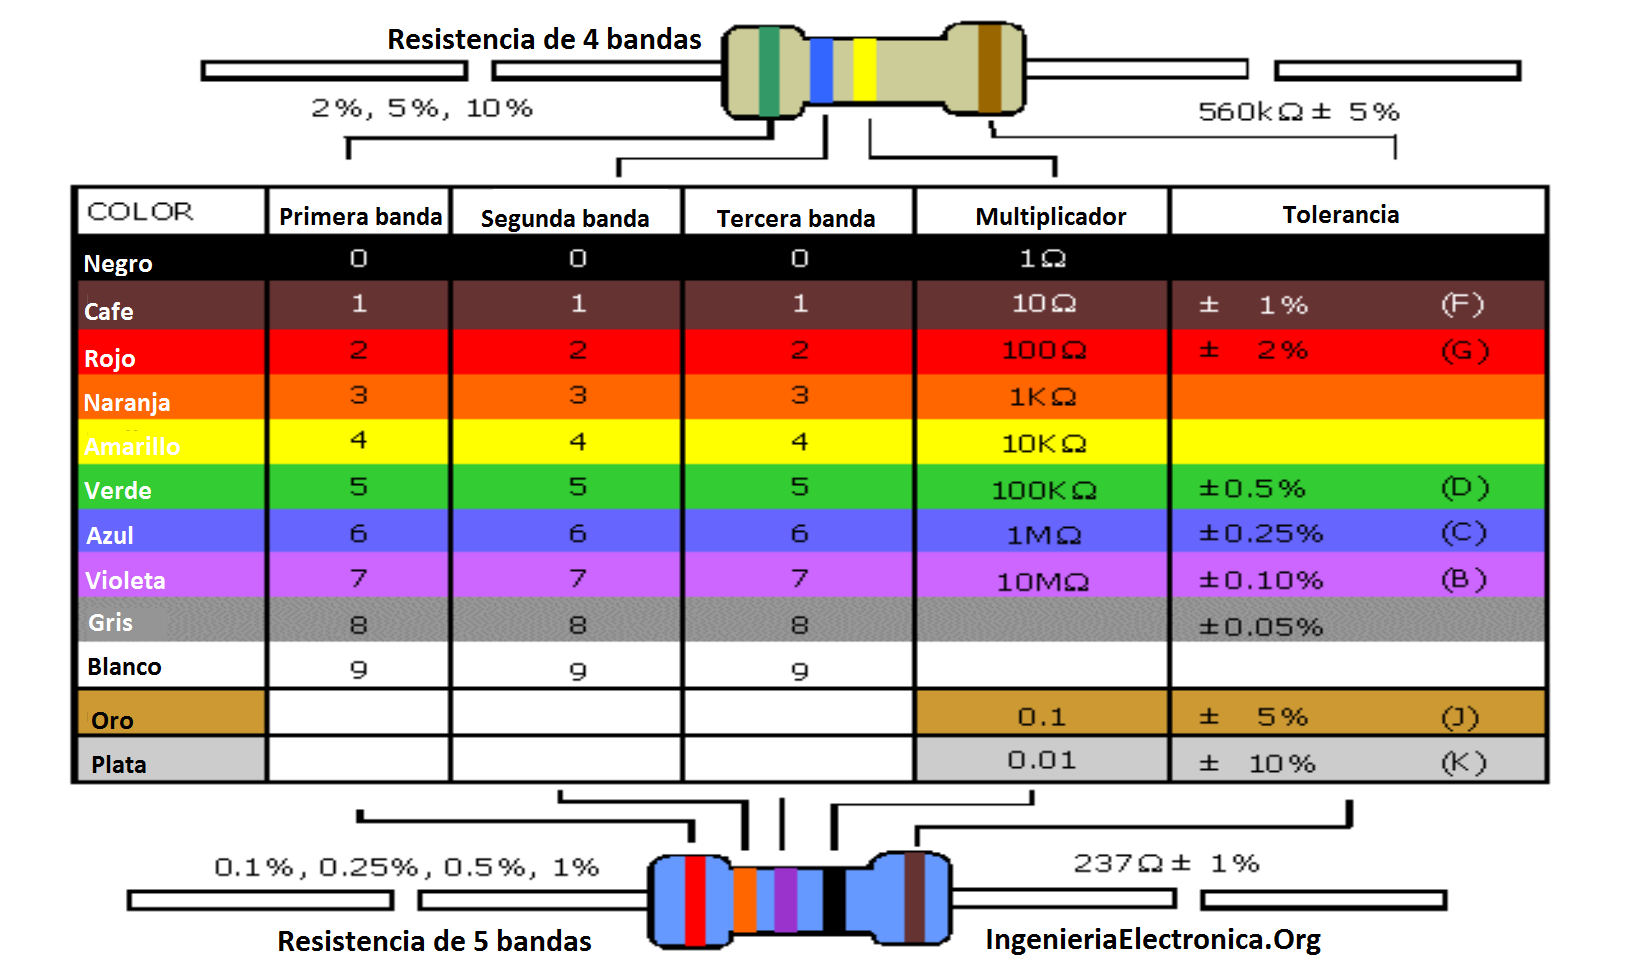 Resistencia de 4 bandas
2%, 5%, 10%
560kΩ ± 5%
COLOR Primera banda Segunda banda Tercera banda Multiplicador Tolerancia
Negro 0 0 0 1Ω
Cafe 1 1 1 10Ω ± 1% (F)
Rojo 2 2 2 100Ω ± 2% (G)
Naranja 3 3 3 1KΩ
Amarillo 4 4 4 10KΩ
Verde 5 5 5 100KΩ ±0.5% (D)
Azul 6 6 6 1MΩ ±0.25% (C)
Violeta 7 7 7 10MΩ ±0.10% (B)
Gris 8 8 8 ±0.05%
Blanco 9 9 9
Oro 0.1 ± 5% (J)
Plata 0.01 ± 10% (K)
0.1%, 0.25%, 0.5%, 1%
237Ω ± 1%
Resistencia de 5 bandas
IngenieriaElectronica.Org